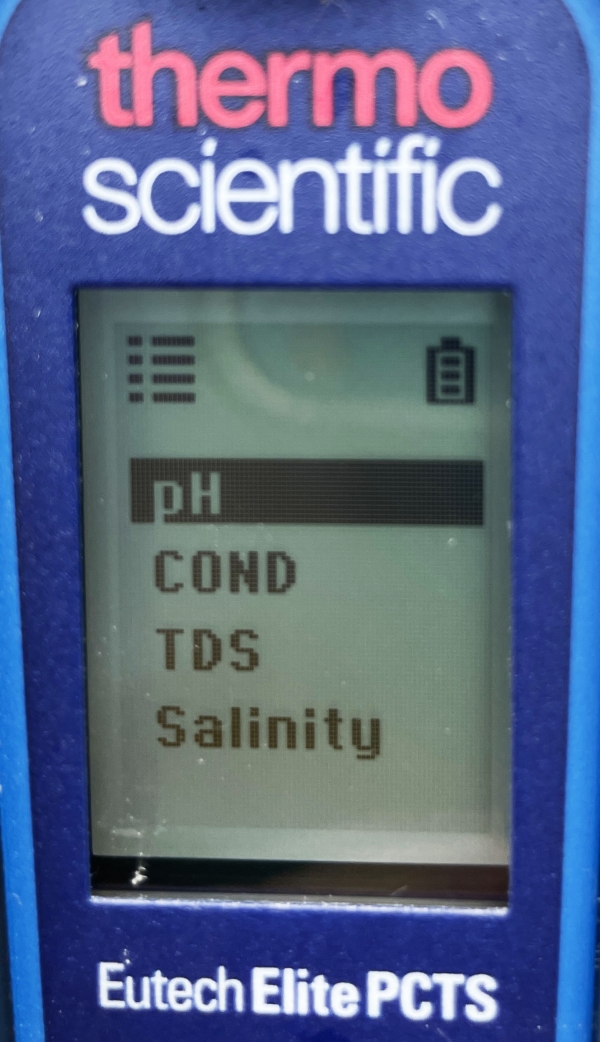 thermo
scientific
pH
COND
TDS
Salinity
Eutech Elite PCTS